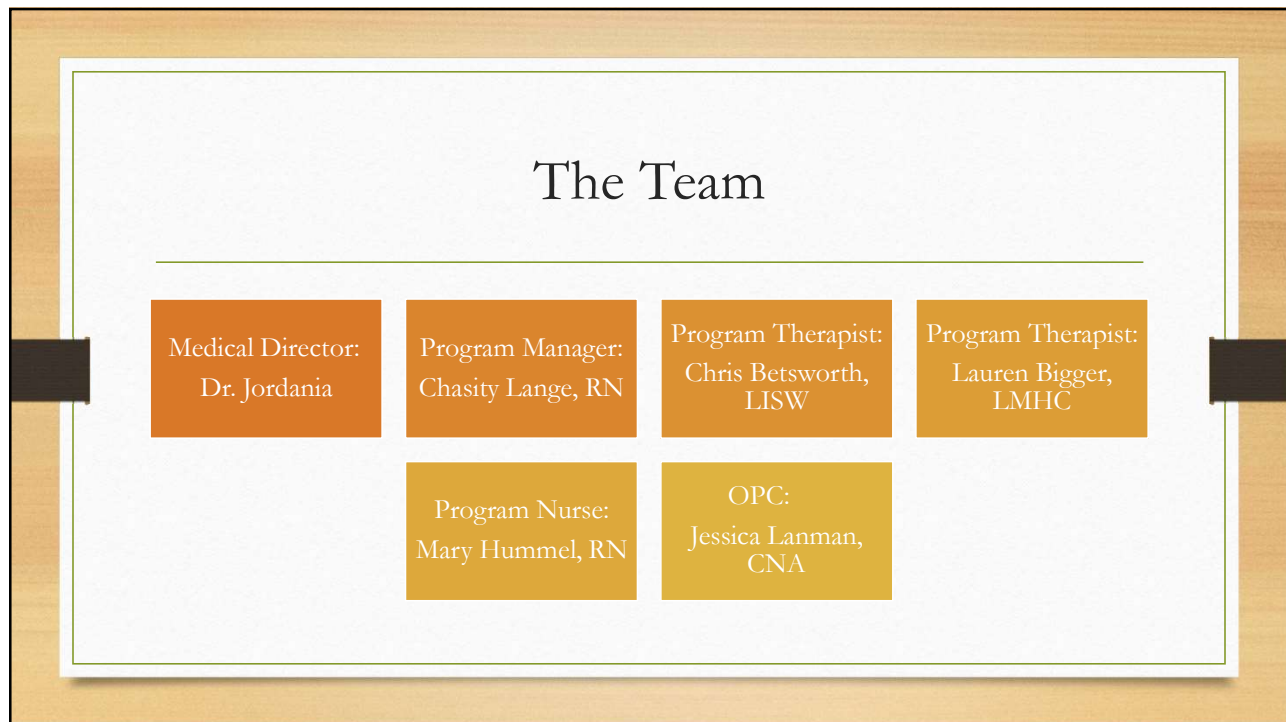 The Team
Medical Director:
Dr. Jordania
Program Manager:
Chasity Lange, RN
Program Therapist:
Chris Betsworth,
LISW
Program Therapist:
Lauren Bigger,
LMHC
Program Nurse:
Mary Hummel, RN
OPC:
Jessica Lanman,
CNA